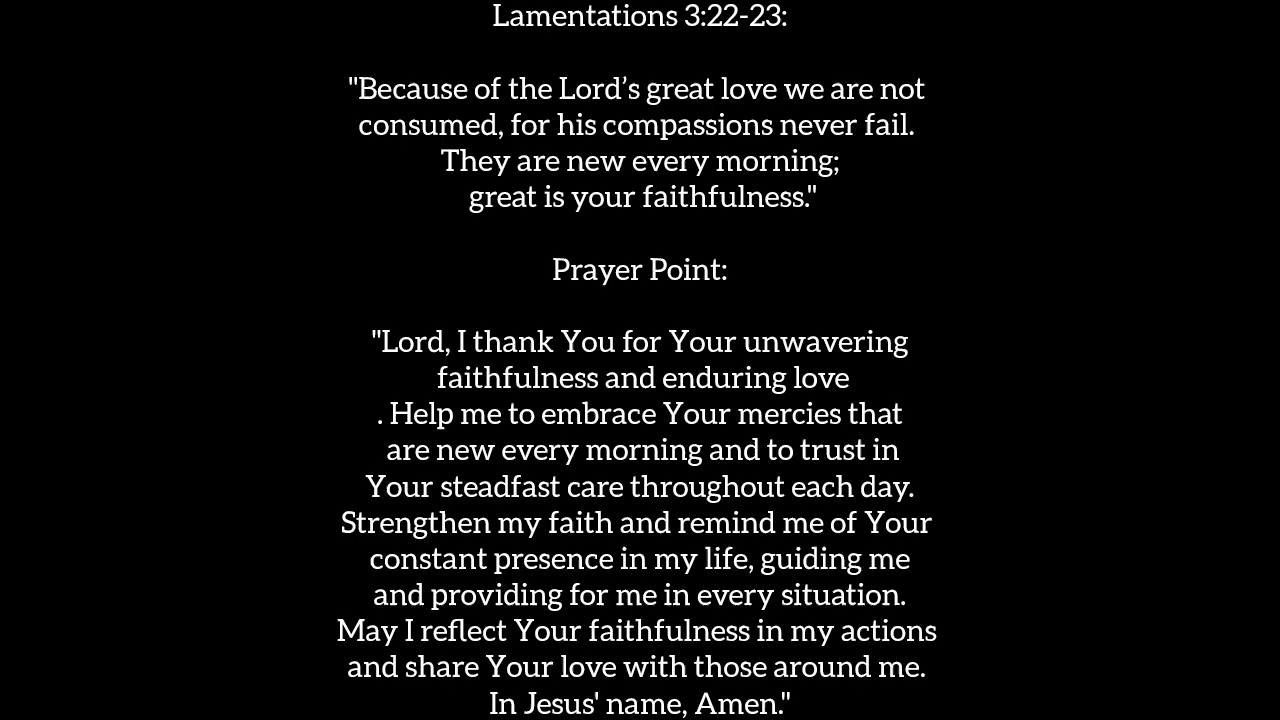 Lamentations 3:22-23:
"Because of the Lord’s great love we are not
consumed, for his compassions never fail.
They are new every morning;
great is your faithfulness."
Prayer Point:
"Lord, I thank You for Your unwavering
faithfulness and enduring love
. Help me to embrace Your mercies that
are new every morning and to trust in
Your steadfast care throughout each day.
Strengthen my faith and remind me of Your
constant presence in my life, guiding me
and providing for me in every situation.
May I reflect Your faithfulness in my actions
and share Your love with those around me.
In Jesus' name, Amen."